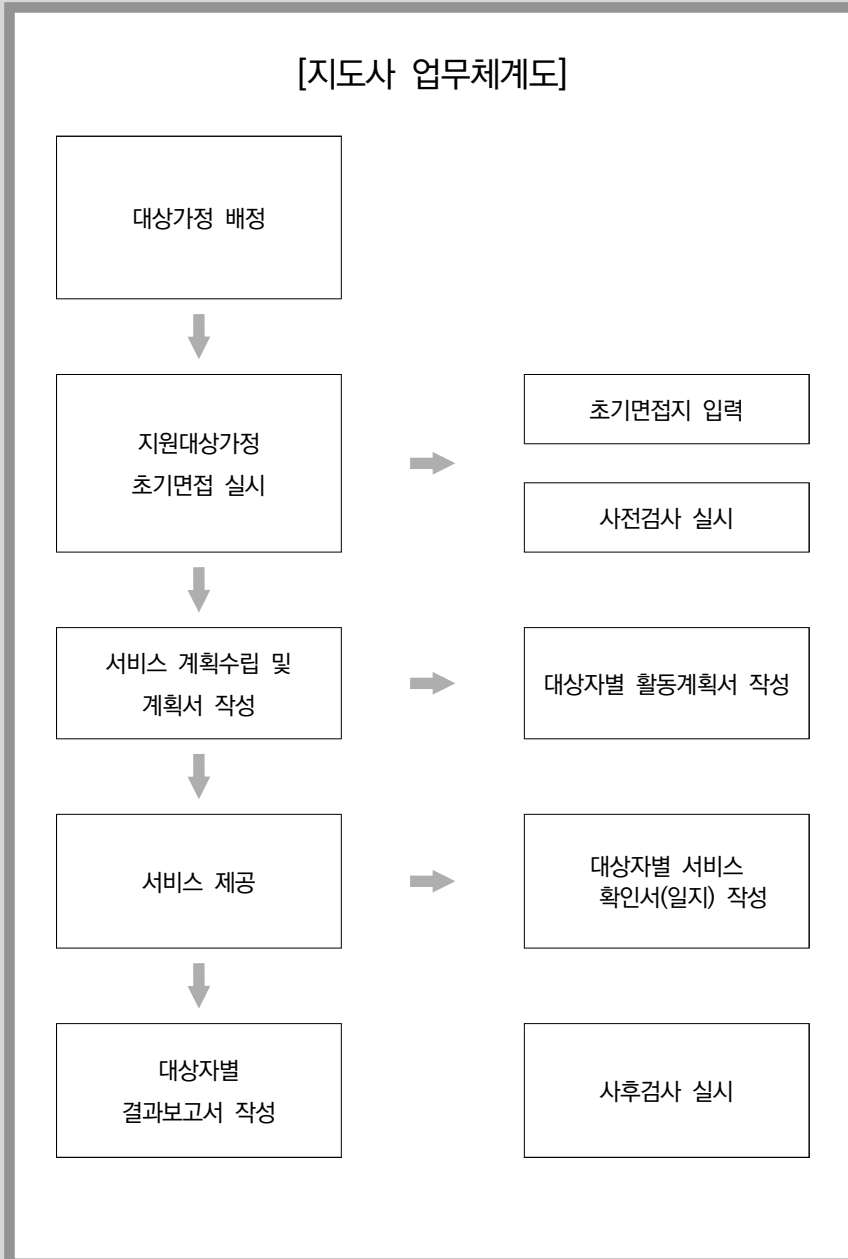 [지도사 업무체계도]
대상가정 배정
지원대상가정
초기면접 실시
초기면접지 입력
사전검사 실시
서비스 계획수립 및
계획서 작성
대상자별 활동계획서 작성
서비스 제공
대상자별 서비스
확인서(일지) 작성
대상자별
결과보고서 작성
사후검사 실시